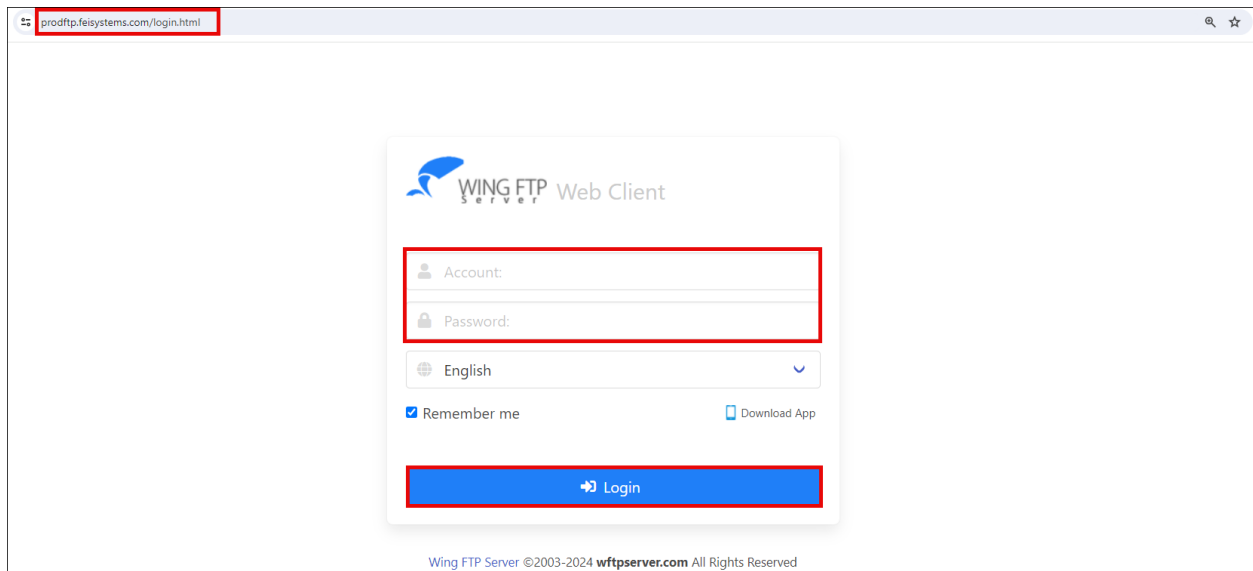 prodftp.feisystems.com/login.html
WING FTP Web Client
Server
Account:
Password:
English
Remember me
Download App
Login
Wing FTP Server ©2003-2024 wftpserver.com All Rights Reserved